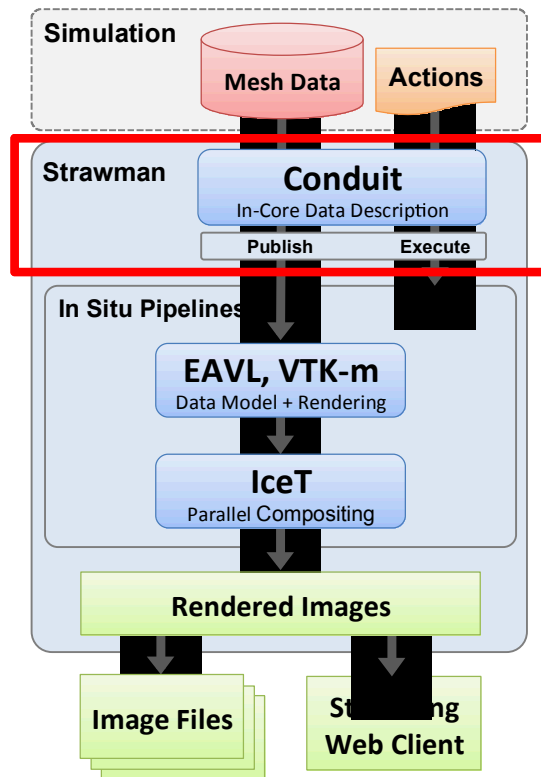 Simulation
Mesh Data
Actions
Strawman
Conduit
In-Core Data Description
Publish
Execute
In Situ Pipelines
EAVL, VTK-m
Data Model + Rendering
IceT
Parallel Compositing
Rendered Images
Image Files
Web Client